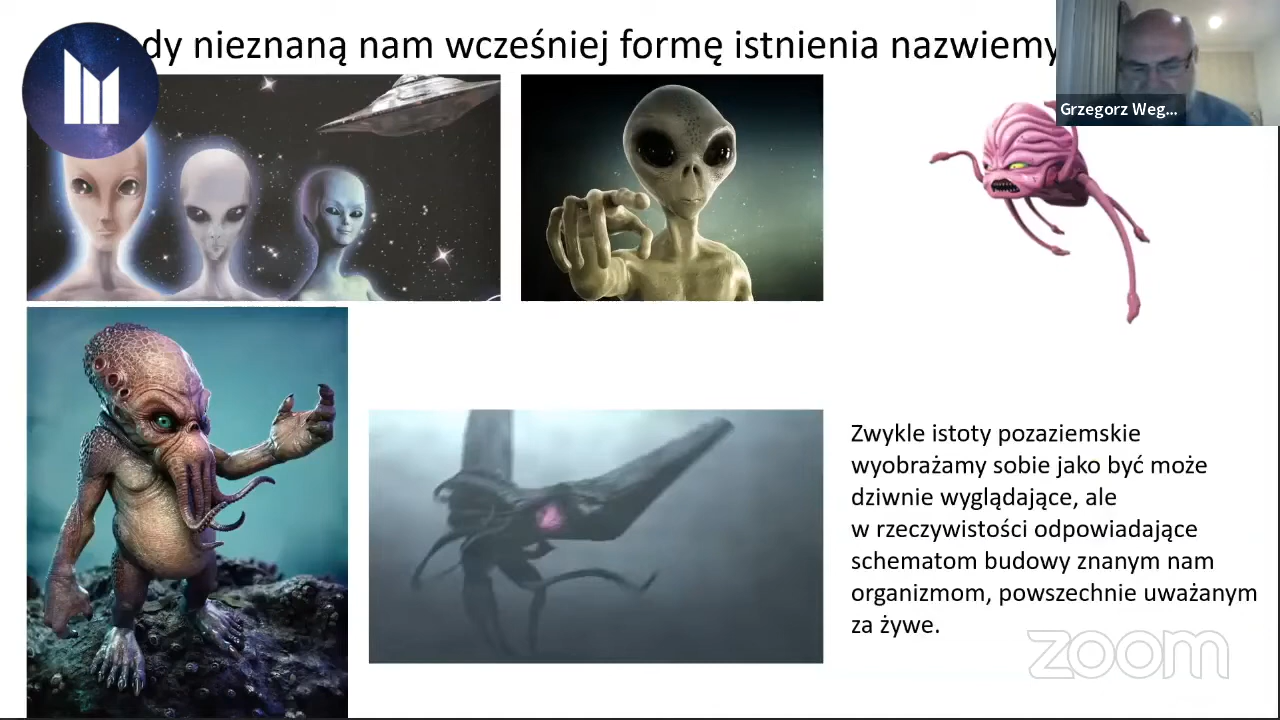 dy nieznaną nam wcześniej formę istnienia nazwiemy
Grzegorz Weg...
Zwykle istoty pozaziemskie
wyobrażamy sobie jako być może
dziwnie wyglądające, ale
w rzeczywistości odpowiadające
schematom budowy znanym nam
organizmom, powszechnie uważanym
za żywe.
zoom